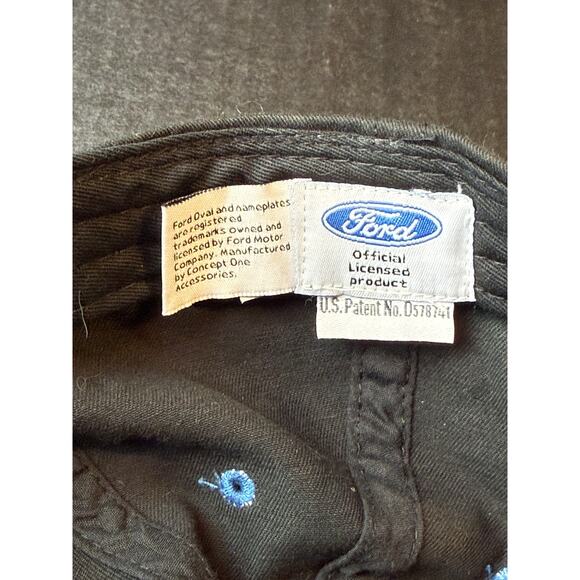 Ford Oval and nameplates
are registered
trademarks owned and
licensed by Ford Motor
Company. Manufactured
by Concept One
Accessories.
Ford
Official
Licensed
product
U.S. Patent No. D578741